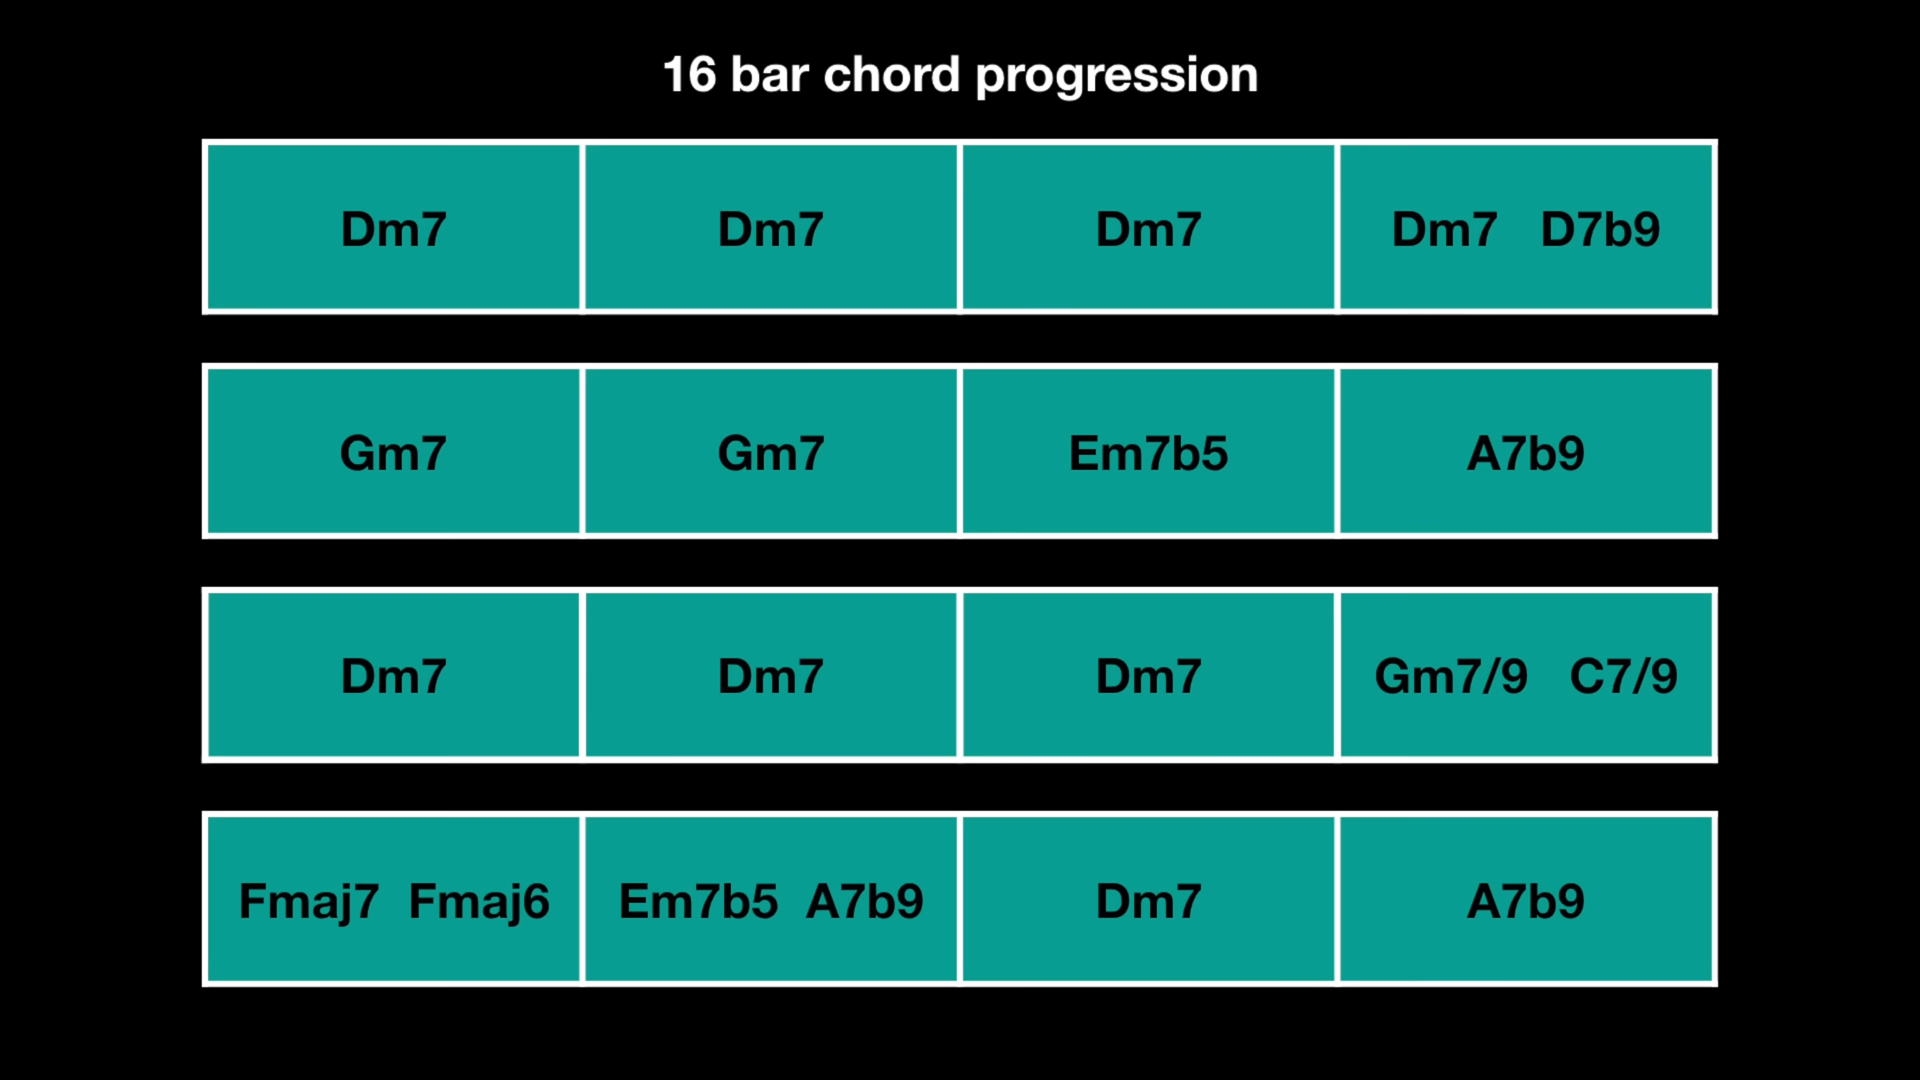 16 bar chord progression
Dm7 Dm7 Dm7 Dm7 D7b9
Gm7 Gm7 Em7b5 A7b9
Dm7 Dm7 Dm7 Gm7/9 C7/9
Fmaj7 Fmaj6 Em7b5 A7b9 Dm7 A7b9